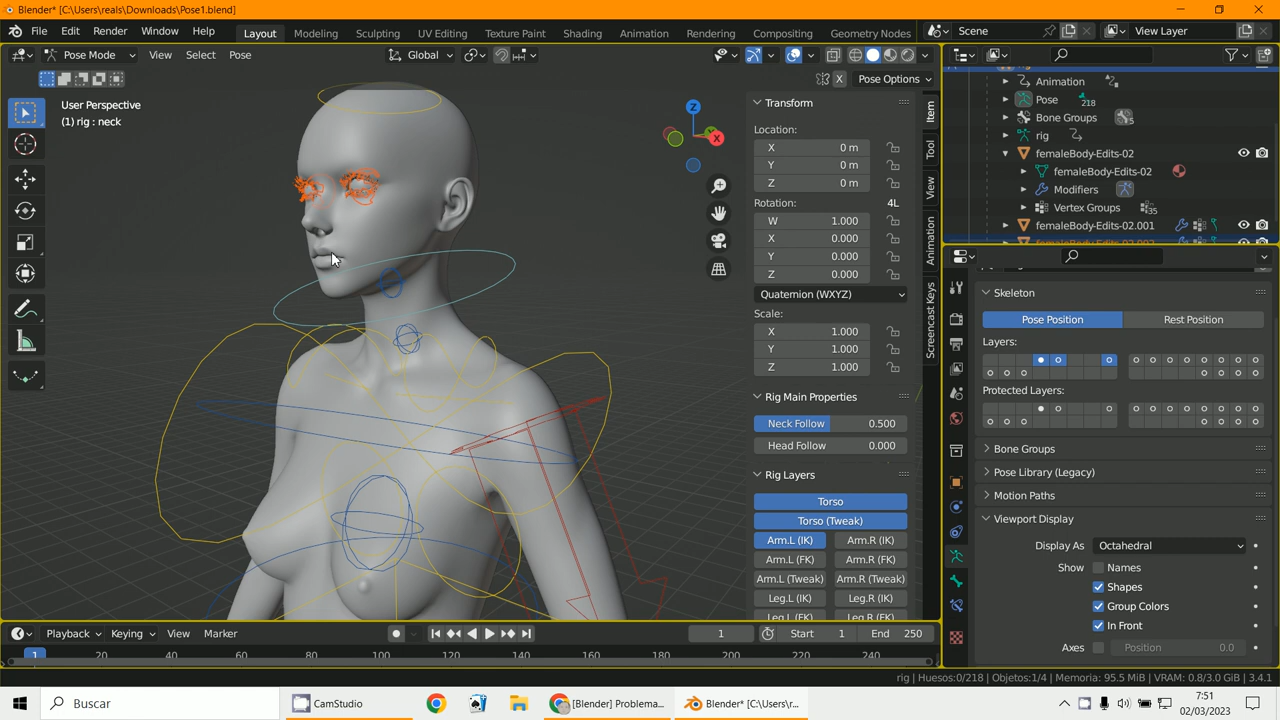 Blender* [C:\Users\reals\Downloads\Pose1.blend]
File Edit Render Window Help Layout Modeling Sculpting UV Editing Texture Paint Shading Animation Rendering Compositing Geometry Nodes Scene View Layer
Pose Mode View Select Pose Global
X Pose Options
User Perspective
(1) rig : neck
Z
X
Transform
Location:
X 0 m
Y 0 m
Z 0 m
Rotation: 4L
W 1.000
X 0.000
Y 0.000
Z 0.000
Quaternion (WXYZ)
Scale:
X 1.000
Y 1.000
Z 1.000
Rig Main Properties
Neck Follow 0.500
Head Follow 0.000
Rig Layers
Torso
Torso (Tweak)
Arm.L (IK) Arm.R (IK)
Arm.L (FK) Arm.R (FK)
Arm.L (Tweak) Arm.R (Tweak)
Leg.L (IK) Leg.R (IK)
Leg.L (FK) Leg.R (FK)
Item
Tool
View
Animation
Screencast Keys
Animation
Pose 218
Bone Groups 5
rig
femaleBody-Edits-02
femaleBody-Edits-02
Modifiers
Vertex Groups 35
femaleBody-Edits-02.001
Skeleton
Pose Position Rest Position
Layers:
Protected Layers:
Bone Groups
Pose Library (Legacy)
Motion Paths
Viewport Display
Display As Octahedral
Show Names
Shapes
Group Colors
In Front
Axes Position 0.0
Playback Keying View Marker 1 Start 1 End 250
1 20 40 60 80 100 120 140 160 180 200 220 240
rig | Huesos:0/218 | Objetos:1/4 | Memoria: 95.5 MiB | VRAM: 0.8/3.0 GiB | 3.4.1
Buscar CamStudio [Blender] Problema... Blender* [C:\Users\r...
7:51
02/03/2023